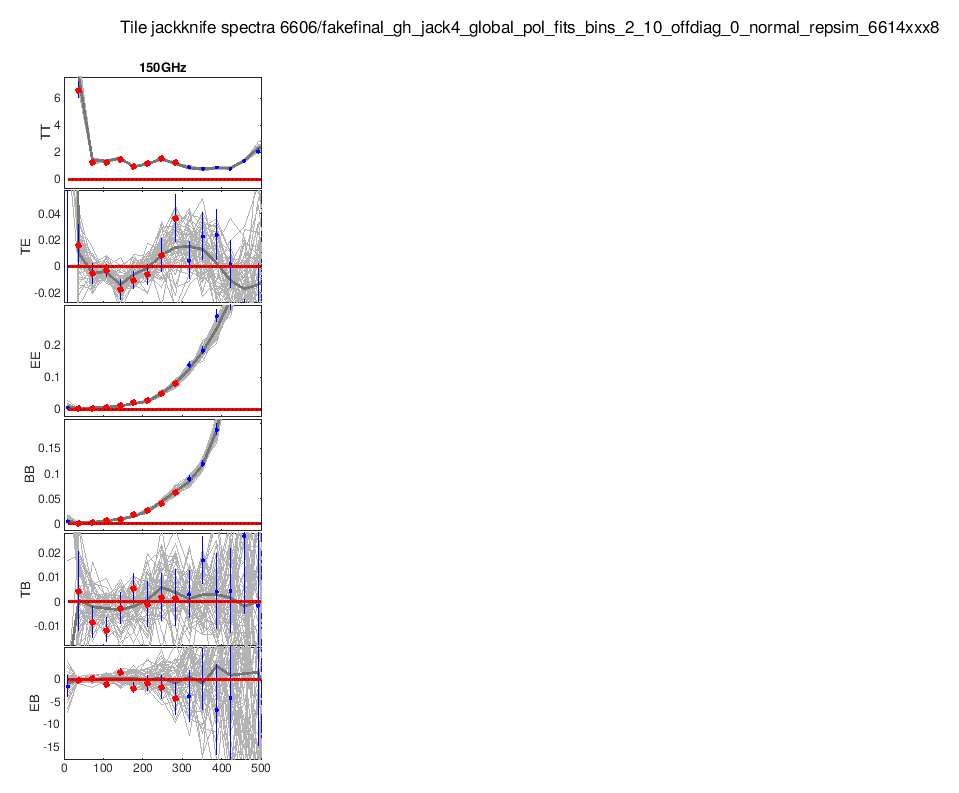 Tile jackknife spectra 6606/fakefinal_gh_jack4_global_pol_fits_bins_2_10_offdiag_0_normal_repsim_6614xxx8
150GHz
TT
6
4
2
0
TE
0.04
0.02
0
-0.02
EE
0.2
0.1
0
BB
0.15
0.1
0.05
0
TB
0.02
0.01
0
-0.01
EB
0
-5
-10
-15
0 100 200 300 400 500